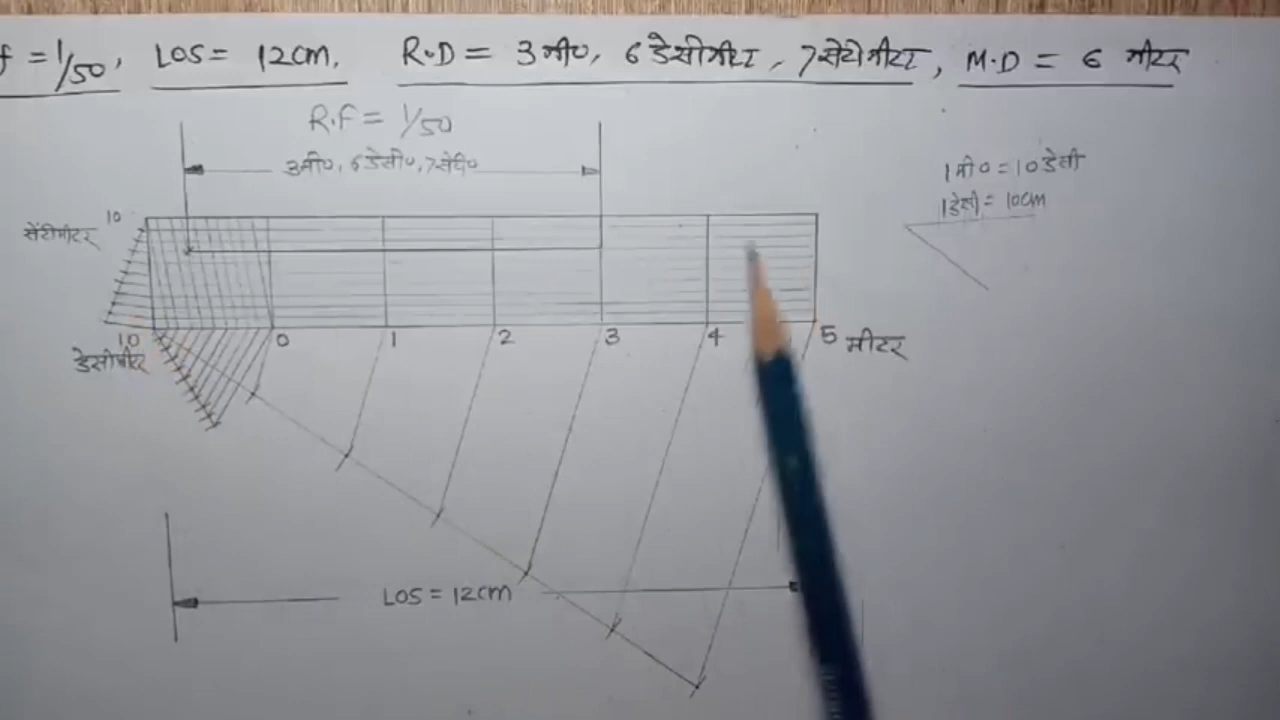 f = 1/50, LOS = 12cm, R.D = 3 मी०, 6 डेसीमीटर, 7 सेंटीमीटर, M.D = 6 मीटर
R.F = 1/50
3मी०, 6 डेसी०, 7सेंटी०
1मी० = 10 डेसी
1डेसी = 10cm
10
सेंटीमीटर
10 0 1 2 3 4 5 मीटर
डेसीमीटर
LOS = 12cm